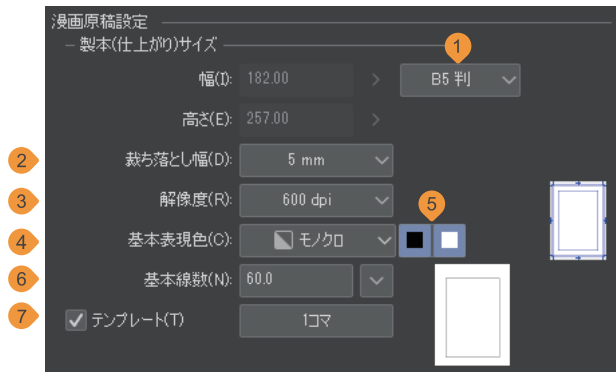 漫画原稿設定
製本(仕上がり)サイズ
1
幅(I): 182.00 B5 判
高さ(E): 257.00
2 裁ち落とし幅(D): 5 mm
3 解像度(R): 600 dpi
5
4 基本表現色(C): モノクロ
6 基本線数(N): 60.0
7 テンプレート(T) 1コマ